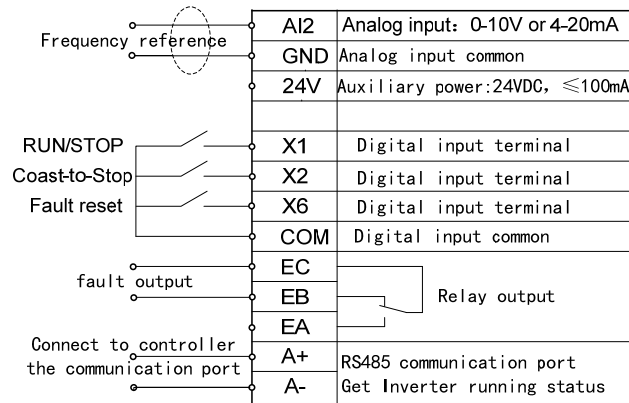 Frequency reference
AI2 Analog input: 0-10V or 4-20mA
GND Analog input common
24V Auxiliary power:24VDC, ≤100mA
RUN/STOP X1 Digital input terminal
Coast-to-Stop X2 Digital input terminal
Fault reset X6 Digital input terminal
COM Digital input common
fault output
EC
EB Relay output
EA
Connect to controller
the communication port
A+ RS485 communication port
A- Get Inverter running status